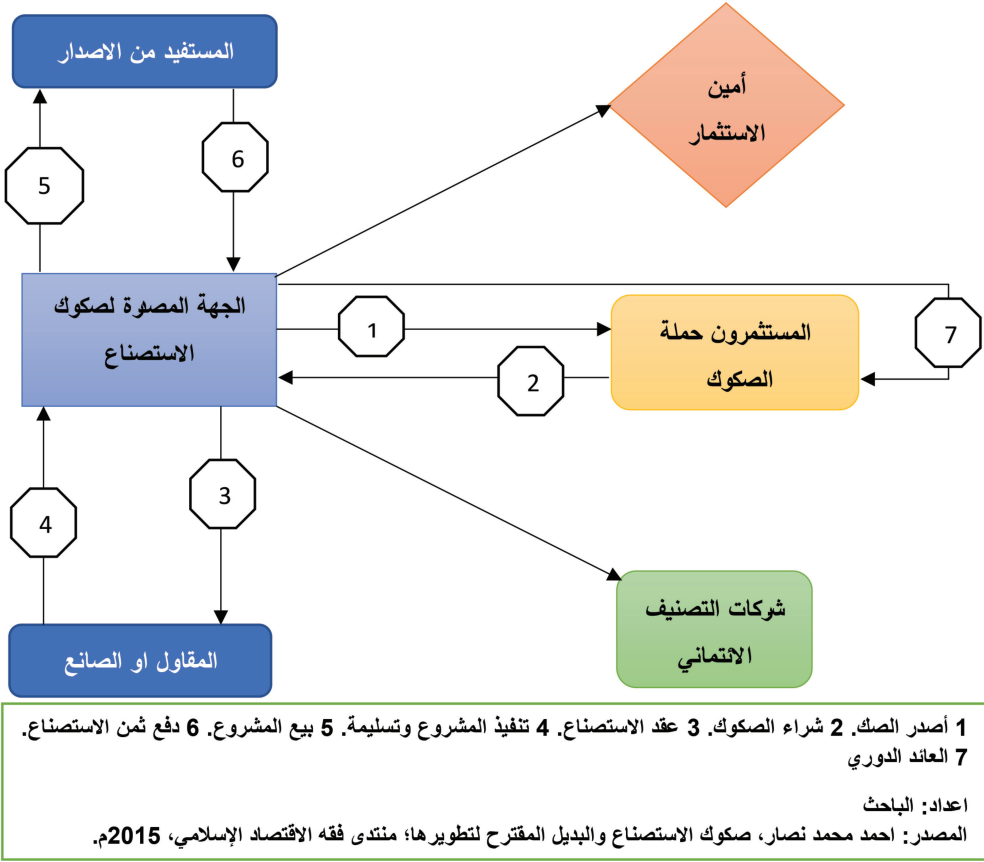 المستفيد من الاصدار
أمين
الاستثمار
5
6
الجهة المصورة لصكوك
الاستصناع
1
2
7
المستثمرون حملة
الصكوك
3
4
شركات التصنيف
الائتماني
المقاول او الصانع
1 أصدر الصك. 2 شراء الصكوك. 3 عقد الاستصناع. 4 تنفيذ المشروع وتسليمة. 5 بيع المشروع. 6 دفع ثمن الاستصناع.
7 العائد الدوري
اعداد: الباحث
المصدر: احمد محمد نصار، صكوك الاستصناع والبديل المقترح لتطويرها؛ منتدى فقه الاقتصاد الإسلامي، 2015م.